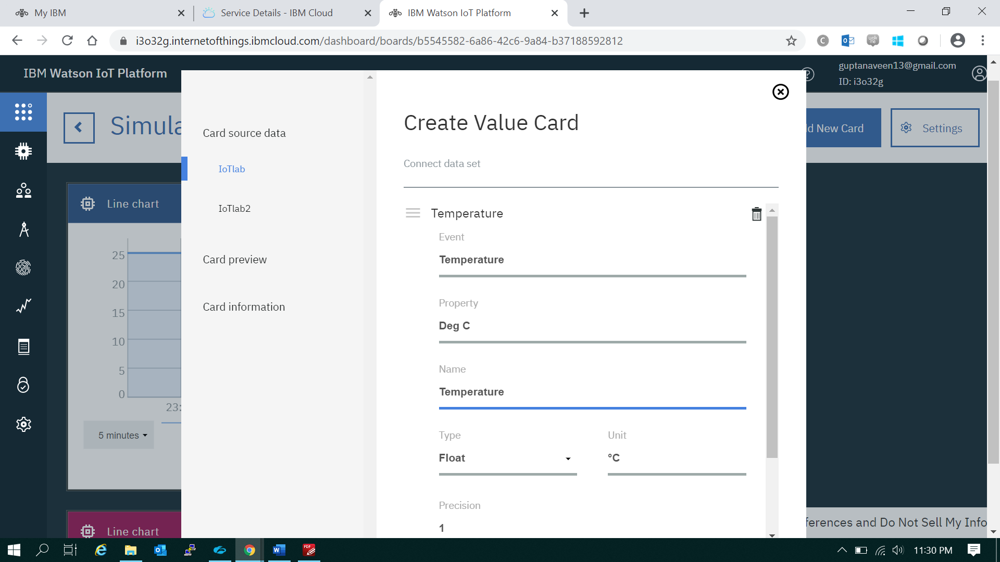 My IBM
Service Details - IBM Cloud
IBM Watson IoT Platform
i3o32g.internetofthings.ibmcloud.com/dashboard/boards/b5545582-6a86-42c6-9a84-b37188592812
IBM Watson IoT Platform
guptanaveen13@gmail.com
ID: i3o32g
Simula
d New Card
Settings
Line chart
25
20
15
10
5
0
23:
5 minutes
Line chart
Card source data
IoTlab
IoTlab2
Card preview
Card information
Create Value Card
Connect data set
Temperature
Event
Temperature
Property
Deg C
Name
Temperature
Type
Unit
Float
°C
Precision
1
ferences and Do Not Sell My Info
11:30 PM